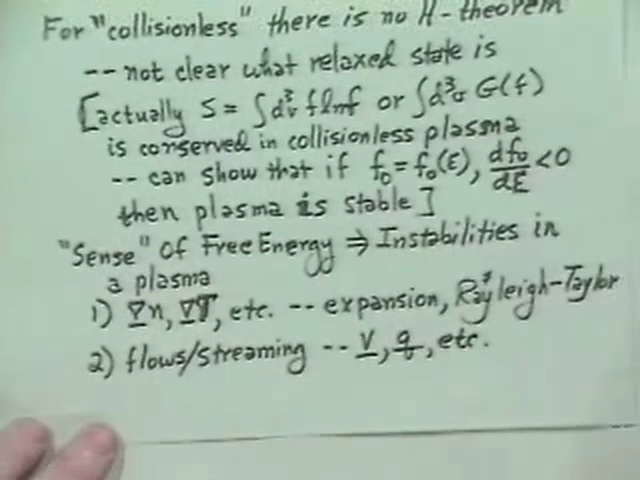 For "collisionless" there is no H-theorem
-- not clear what relaxed state is
[actually S = ∫d³v f ln f or ∫d³v G(f)
is conserved in collisionless plasma
-- can show that if f₀ = f₀(E), df₀/dE < 0
then plasma is stable]
"Sense" of Free Energy ⇒ Instabilities in
a plasma
1) ∇n, ∇T, etc. -- expansion, Rayleigh-Taylor
2) flows/streaming -- V, q, etc.